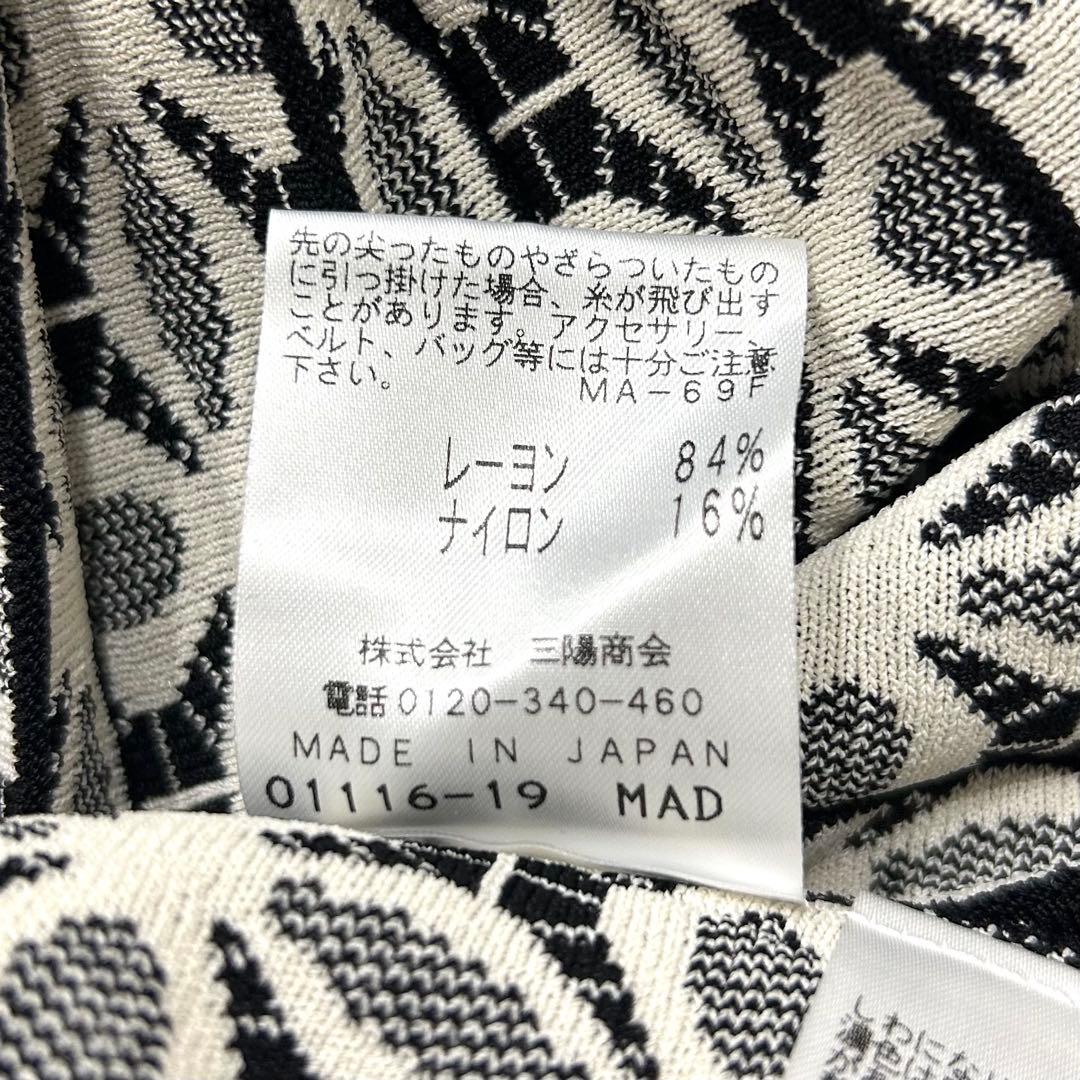 先の尖ったものやざらついたもの
に引っ掛けた場合、糸が飛び出す
ことがあります。アクセサリー、
ベルト、バッグ等には十分ご注意
下さい。 MA-69F
レーヨン 84%
ナイロン 16%
株式会社 三陽商会
電話0120-340-460
MADE IN JAPAN
01116-19 MAD
しわにな